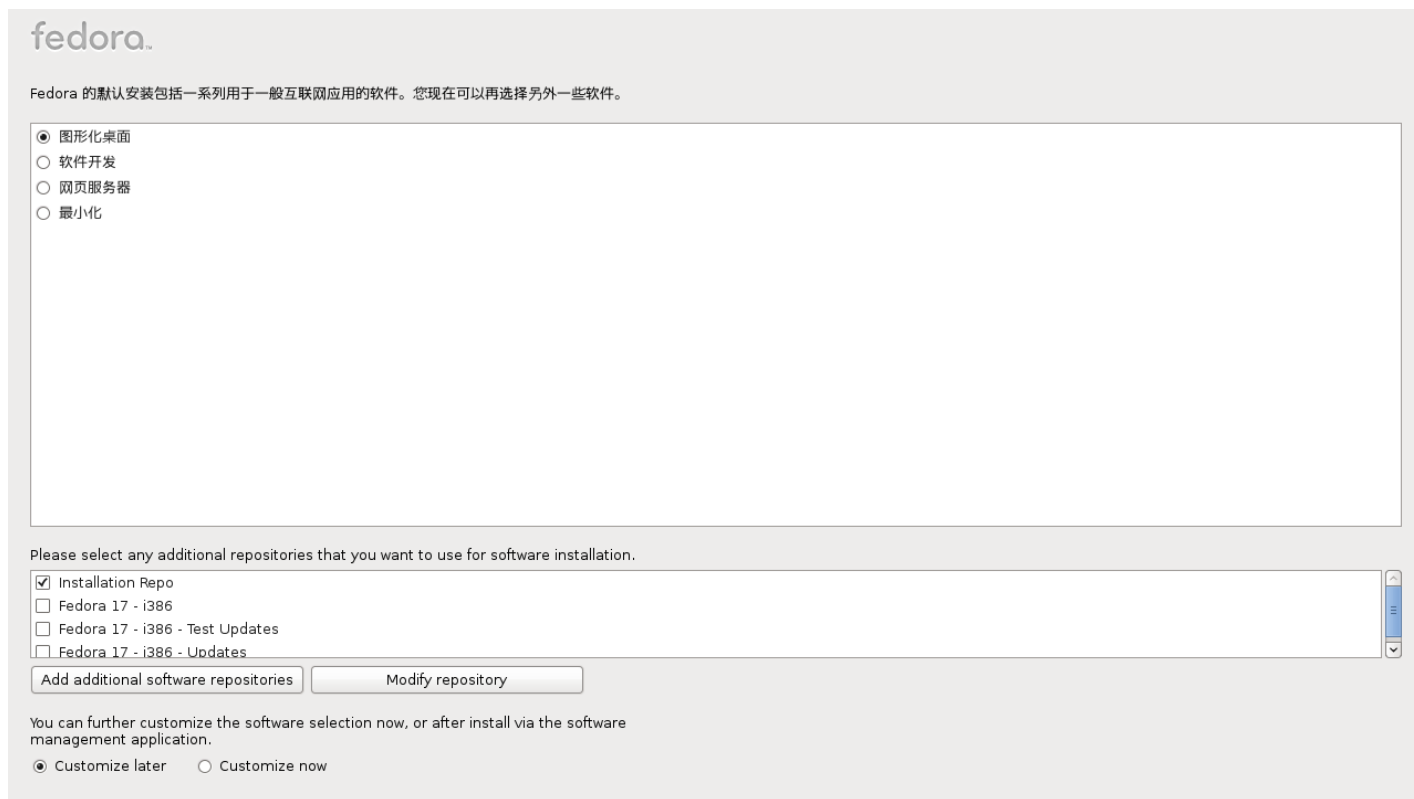 fedora™
Fedora 的默认安装包括一系列用于一般互联网应用的软件。您现在可以再选择另外一些软件。
图形化桌面
软件开发
网页服务器
最小化
Please select any additional repositories that you want to use for software installation.
Installation Repo
Fedora 17 - i386
Fedora 17 - i386 - Test Updates
Fedora 17 - i386 - Updates
Add additional software repositories
Modify repository
You can further customize the software selection now, or after install via the software
management application.
Customize later
Customize now